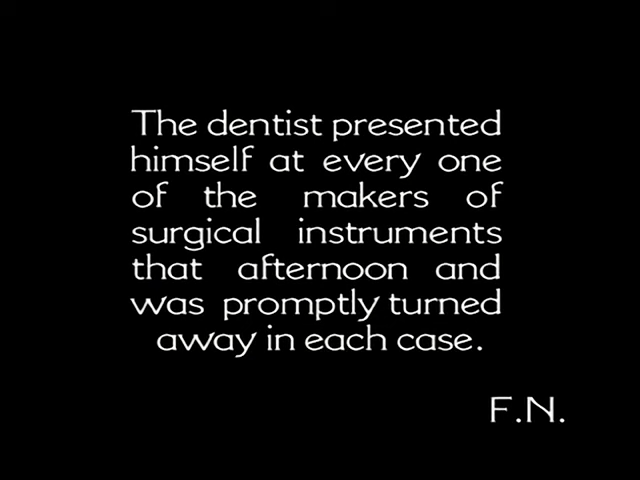 The dentist presented
himself at every one
of the makers of
surgical instruments
that afternoon and
was promptly turned
away in each case.
F.N.